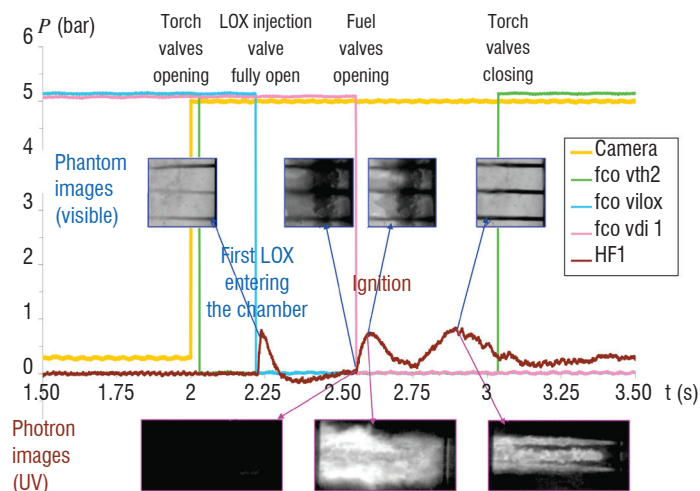 P (bar)
Torch
valves
opening
LOX injection
valve
fully open
Fuel
valves
opening
Torch
valves
closing
6
5
4
3
2
1
0
Phantom
images
(visible)
Camera
fco vth2
fco vilox
fco vdi 1
HF1
First LOX
entering
the chamber
Ignition
1.50
1.75
2
2.25
2.50
2.75
3
3.25
3.50
t (s)
Photron
images
(UV)